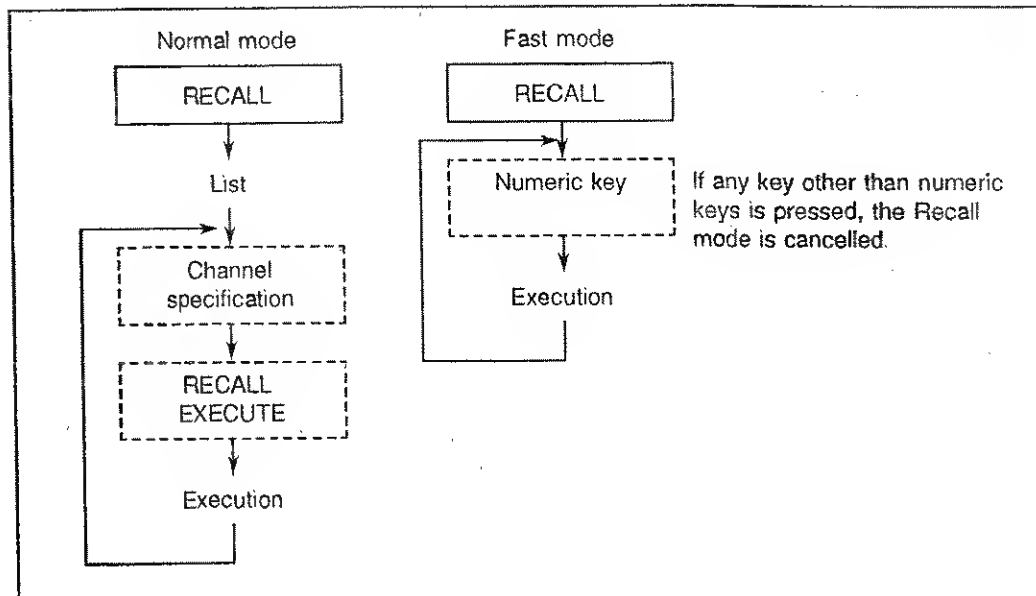 Normal mode
RECALL
List
Channel
specification
RECALL
EXECUTE
Execution
Fast mode
RECALL
Numeric key
Execution
If any key other than numeric
keys is pressed, the Recall
mode is cancelled.